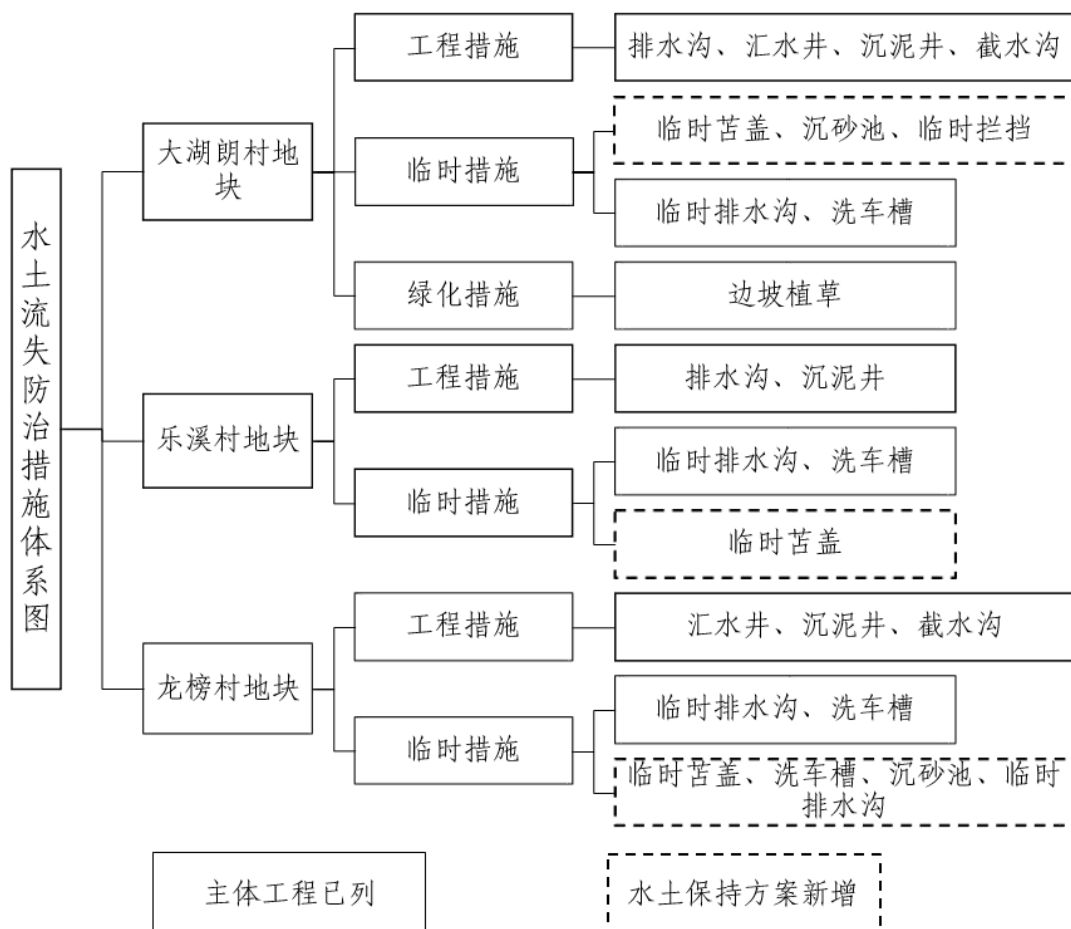 水土流失防治措施体系图
大湖朗村地
块
工程措施
排水沟、汇水井、沉泥井、截水沟
临时措施
临时苫盖、沉砂池、临时拦挡
临时排水沟、洗车槽
绿化措施
边坡植草
乐溪村地块
工程措施
排水沟、沉泥井
临时措施
临时排水沟、洗车槽
临时苫盖
龙榜村地块
工程措施
汇水井、沉泥井、截水沟
临时措施
临时排水沟、洗车槽
临时苫盖、洗车槽、沉砂池、临时
排水沟
主体工程已列
水土保持方案新增